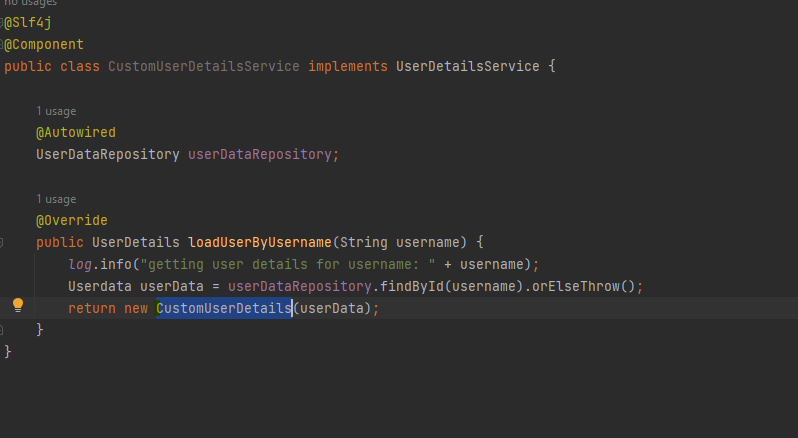 no usages
@Slf4j
@Component
public class CustomUserDetailsService implements UserDetailsService {
1 usage
@Autowired
UserDataRepository userDataRepository;
1 usage
@Override
public UserDetails loadUserByUsername(String username) {
log.info("getting user details for username: " + username);
Userdata userData = userDataRepository.findById(username).orElseThrow();
return new CustomUserDetails(userData);
}
}